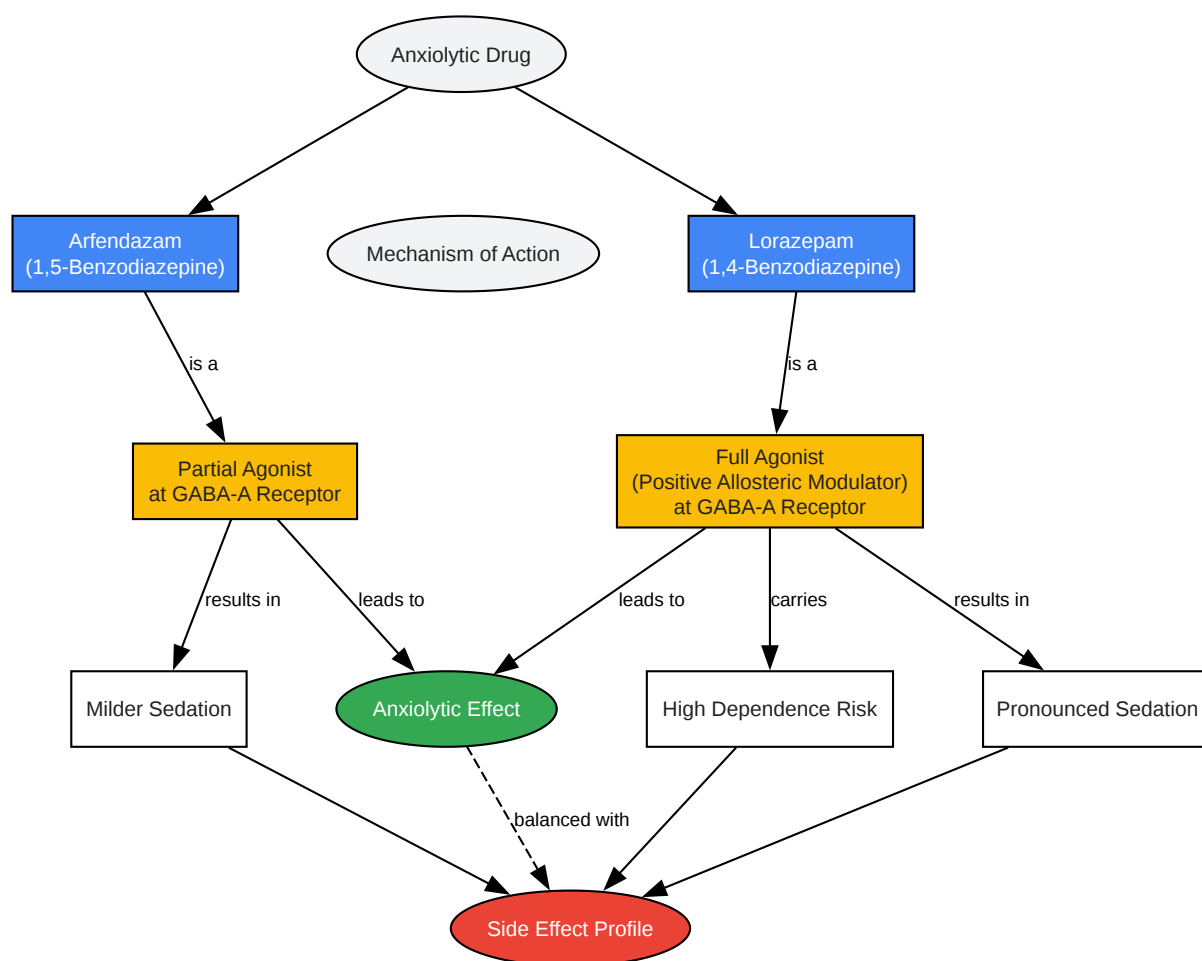 Anxiolytic Drug
Arfendazam
(1,5-Benzodiazepine)
Mechanism of Action
Lorazepam
(1,4-Benzodiazepine)
is a
is a
Partial Agonist
at GABA-A Receptor
Full Agonist
(Positive Allosteric Modulator)
at GABA-A Receptor
results in
leads to
leads to
carries
results in
Milder Sedation
Anxiolytic Effect
High Dependence Risk
Pronounced Sedation
balanced with
Side Effect Profile